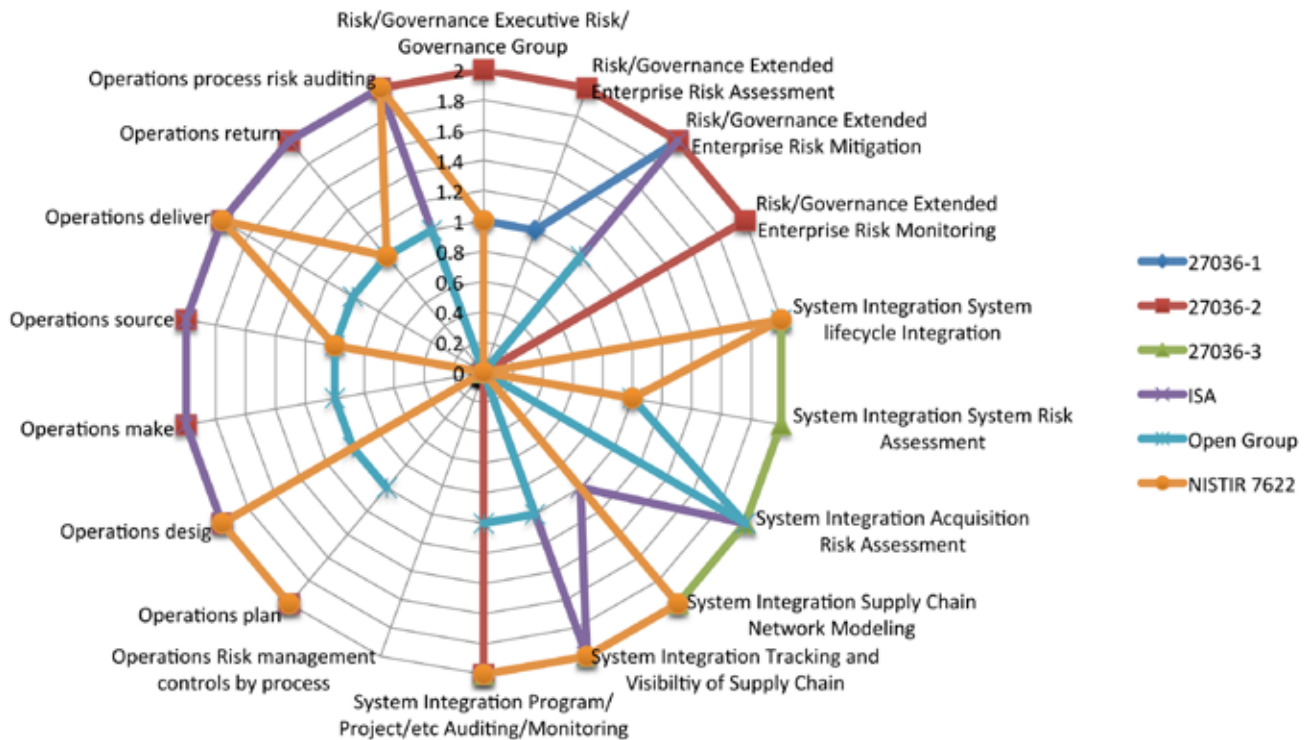 Risk/Governance Executive Risk/
Governance Group
Risk/Governance Extended
Enterprise Risk Assessment
Risk/Governance Extended
Enterprise Risk Mitigation
Risk/Governance Extended
Enterprise Risk Monitoring
System Integration System
lifecycle Integration
System Integration System Risk
Assessment
System Integration Acquisition
Risk Assessment
System Integration Supply Chain
Network Modeling
System Integration Tracking and
Visibiltiy of Supply Chain
System Integration Program/
Project/etc Auditing/Monitoring
Operations Risk management
controls by process
Operations plan
Operations desig
Operations make
Operations source
Operations deliver
Operations return
Operations process risk auditing
2
1.8
1.6
1.4
1.2
1
0.8
0.6
0.4
0.2
0
27036-1
27036-2
27036-3
ISA
Open Group
NISTIR 7622